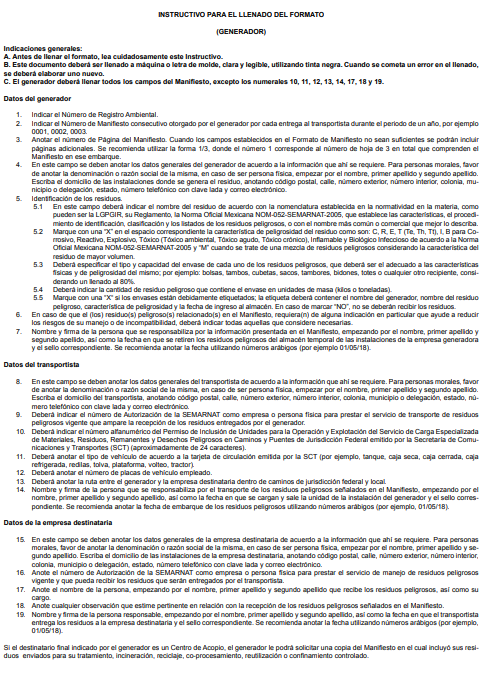 INSTRUCTIVO PARA EL LLENADO DEL FORMATO
(GENERADOR)
Indicaciones generales:
A. Antes de llenar el formato, lea cuidadosamente este Instructivo.
B. Este documento deberá ser llenado a máquina o letra de molde, clara y legible, utilizando tinta negra. Cuando se cometa un error en el llenado,
se deberá elaborar uno nuevo.
C. El generador deberá llenar todos los campos del Manifiesto, excepto los numerales 10, 11, 12, 13, 14, 17, 18 y 19.
Datos del generador
1. Indicar el Número de Registro Ambiental.
2. Indicar el Número de Manifiesto consecutivo otorgado por el generador por cada entrega al transportista durante el periodo de un año, por ejemplo
0001, 0002, 0003.
3. Anotar el número de Página del Manifiesto. Cuando los campos establecidos en el Formato de Manifiesto no sean suficientes se podrán incluir
páginas adicionales. Se recomienda utilizar la forma 1/3, donde el número 1 corresponde al número de hoja de 3 en total que comprenden el
Manifiesto en ese embarque.
4. En este campo se deben anotar los datos generales del generador de acuerdo a la información que ahí se requiere. Para personas morales, favor
de anotar la denominación o razón social de la misma, en caso de ser persona física, empezar por el nombre, primer apellido y segundo apellido.
Escriba el domicilio de las instalaciones donde se genera el residuo, anotando código postal, calle, número exterior, número interior, colonia, mu-
nicipio o delegación, estado, número telefónico con clave lada y correo electrónico.
5. Identificación de los residuos.
5.1 En este campo deberá indicar el nombre del residuo de acuerdo con la nomenclatura establecida en la normatividad en la materia, como
pueden ser la LGPGIR, su Reglamento, la Norma Oficial Mexicana NOM-052-SEMARNAT-2005, que establece las características, el procedi-
miento de identificación, clasificación y los listados de los residuos peligrosos, o con el nombre más común o comercial que mejor lo describa.
5.2 Marque con una "X" en el espacio correspondiente la característica de peligrosidad del residuo como son: C, R, E, T (Te, Th, Tt), I, B para Co-
rrosivo, Reactivo, Explosivo, Tóxico (Tóxico ambiental, Tóxico agudo, Tóxico crónico), Inflamable y Biológico Infeccioso de acuerdo a la Norma
Oficial Mexicana NOM-052-SEMARNAT-2005 y "M" cuando se trate de una mezcla de residuos peligrosos considerando la característica del
residuo de mayor volumen.
5.3 Deberá especificar el tipo y capacidad del envase de cada uno de los residuos peligrosos, que deberá ser el adecuado a las características
físicas y de peligrosidad del mismo; por ejemplo: bolsas, tambos, cubetas, sacos, tambores, bidones, totes o cualquier otro recipiente, consi-
derando un llenado al 80%.
5.4 Deberá indicar la cantidad de residuo peligroso que contiene el envase en unidades de masa (kilos o toneladas).
5.5 Marque con una "X" si los envases están debidamente etiquetados; la etiqueta deberá contener el nombre del generador, nombre del residuo
peligroso, característica de peligrosidad y la fecha de ingreso al almacén. En caso de marcar "NO", no se deberán recibir los residuos.
6. En caso de que el (los) residuo(s) peligroso(s) relacionado(s) en el Manifiesto, requiera(n) de alguna indicación en particular que ayude a reducir
los riesgos de su manejo o de incompatibilidad, deberá indicar todas aquellas que considere necesarias.
7. Nombre y firma de la persona que se responsabiliza por la información presentada en el Manifiesto, empezando por el nombre, primer apellido y
segundo apellido, así como la fecha en que se retiren los residuos peligrosos del almacén temporal de las instalaciones de la empresa generadora
y el sello correspondiente. Se recomienda anotar la fecha utilizando números arábigos (por ejemplo 01/05/18).
Datos del transportista
8. En este campo se deben anotar los datos generales del transportista de acuerdo a la información que ahí se requiere. Para personas morales, favor
de anotar la denominación o razón social de la misma, en caso de ser persona física, empezar por el nombre, primer apellido y segundo apellido.
Escriba el domicilio del transportista, anotando código postal, calle, número exterior, número interior, colonia, municipio o delegación, estado, nú-
mero telefónico con clave lada y correo electrónico.
9. Deberá indicar el número de Autorización de la SEMARNAT como empresa o persona física para prestar el servicio de transporte de residuos
peligrosos vigente que ampare la recepción de los residuos entregados por el generador.
10. Deberá indicar el número alfanumérico del Permiso de Inclusión de Unidades para la Operación y Explotación del Servicio de Carga Especializada
de Materiales, Residuos, Remanentes y Desechos Peligrosos en Caminos y Puentes de Jurisdicción Federal emitido por la Secretaría de Comu-
nicaciones y Transportes (SCT) (aproximadamente de 24 caracteres).
11. Deberá anotar el tipo de vehículo de acuerdo a la tarjeta de circulación emitida por la SCT (por ejemplo, tanque, caja seca, caja cerrada, caja
refrigerada, redilas, tolva, plataforma, volteo, tractor).
12. Deberá anotar el número de placas de vehículo empleado.
13. Deberá anotar la ruta entre el generador y la empresa destinataria dentro de caminos de jurisdicción federal y local.
14. Nombre y firma de la persona que se responsabiliza por el transporte de los residuos peligrosos señalados en el Manifiesto, empezando por el
nombre, primer apellido y segundo apellido, así como la fecha en que se cargan y sale la unidad de la instalación del generador y el sello corres-
pondiente. Se recomienda anotar la fecha de embarque de los residuos peligrosos utilizando números arábigos (por ejemplo, 01/05/18).
Datos de la empresa destinataria
15. En este campo se deben anotar los datos generales de la empresa destinataria de acuerdo a la información que ahí se requiere. Para personas
morales, favor de anotar la denominación o razón social de la misma, en caso de ser persona física, empezar por el nombre, primer apellido y se-
gundo apellido. Escriba el domicilio de las instalaciones de la empresa destinataria, anotando código postal, calle, número exterior, número interior,
colonia, municipio o delegación, estado, número telefónico con clave lada y correo electrónico.
16. Anote el número de Autorización de la SEMARNAT como empresa o persona física para prestar el servicio de manejo de residuos peligrosos
vigente y que pueda recibir los residuos que serán entregados por el transportista.
17. Anote el nombre de la persona, empezando por el nombre, primer apellido y segundo apellido que recibe los residuos peligrosos, así como su
cargo.
18. Anote cualquier observación que estime pertinente en relación con la recepción de los residuos peligrosos señalados en el Manifiesto.
19. Nombre y firma de la persona responsable, empezando por el nombre, primer apellido y segundo apellido, así como la fecha en que el transportista
entrega los residuos a la empresa destinataria y el sello correspondiente. Se recomienda anotar la fecha utilizando números arábigos (por ejemplo,
01/05/18).
Si el destinatario final indicado por el generador es un Centro de Acopio, el generador le podrá solicitar una copia del Manifiesto en el cual incluyó sus resi-
duos enviados para su tratamiento, incineración, reciclaje, co-procesamiento, reutilización o confinamiento controlado.